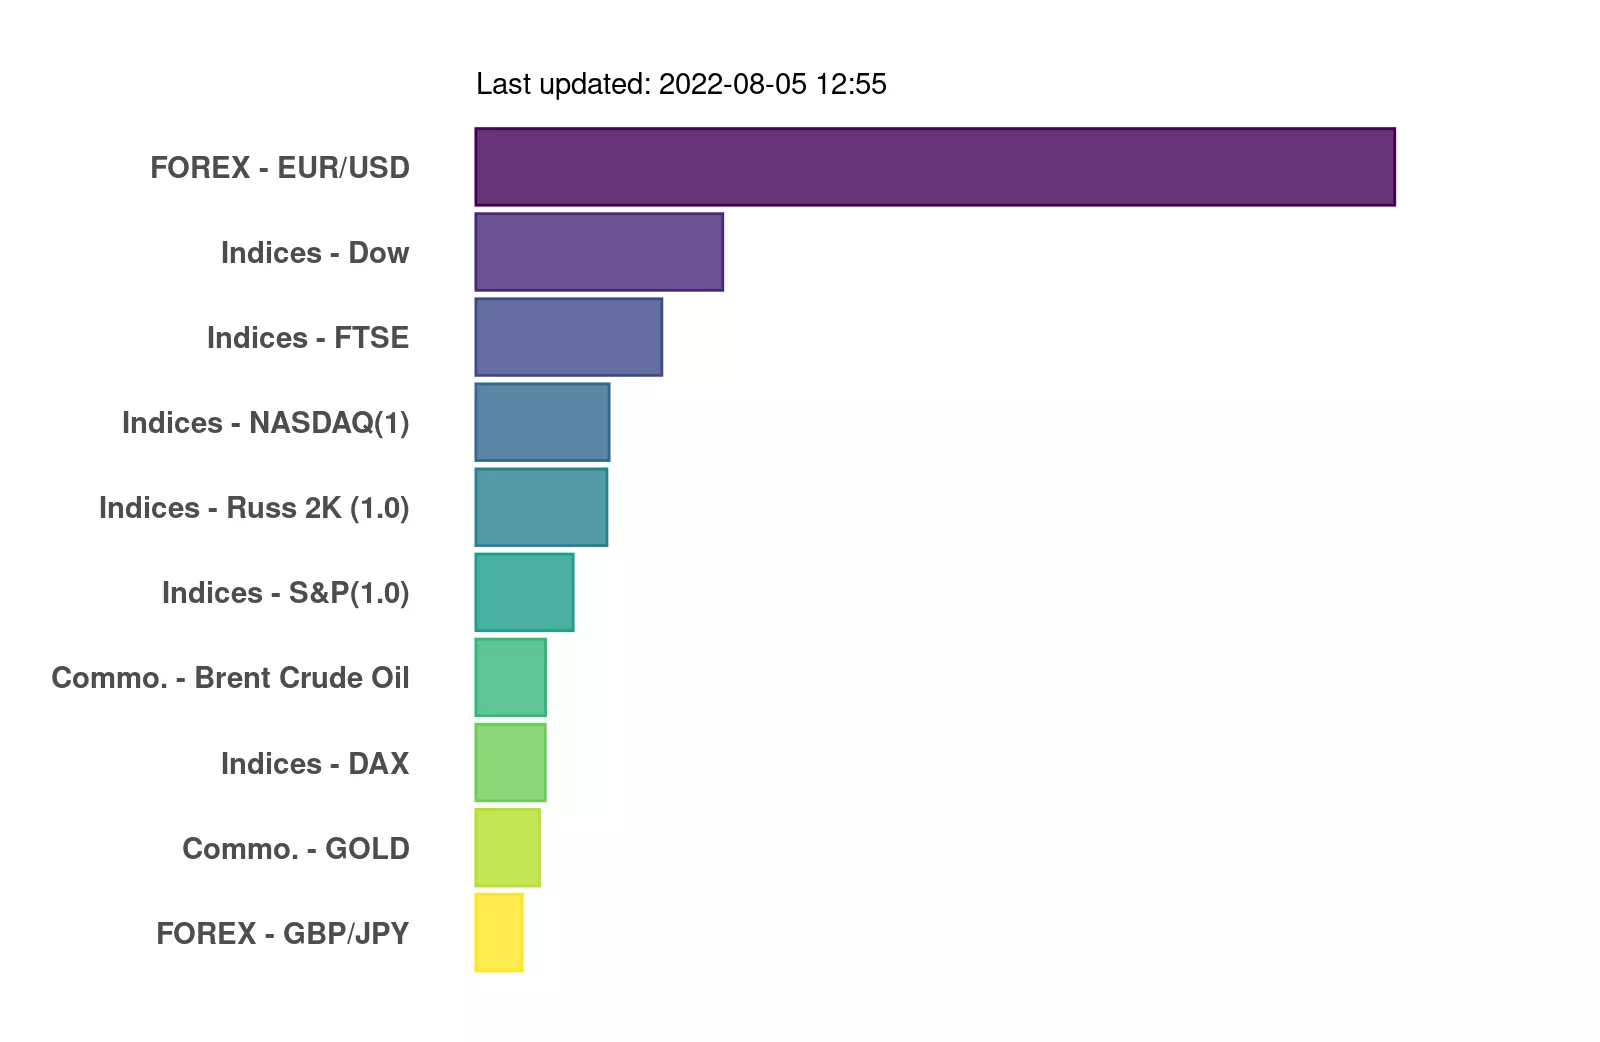 Last updated: 2022-08-05 12:55
FOREX - EUR/USD
Indices - Dow
Indices - FTSE
Indices - NASDAQ(1)
Indices - Russ 2K (1.0)
Indices - S&P(1.0)
Commo. - Brent Crude Oil
Indices - DAX
Commo. - GOLD
FOREX - GBP/JPY